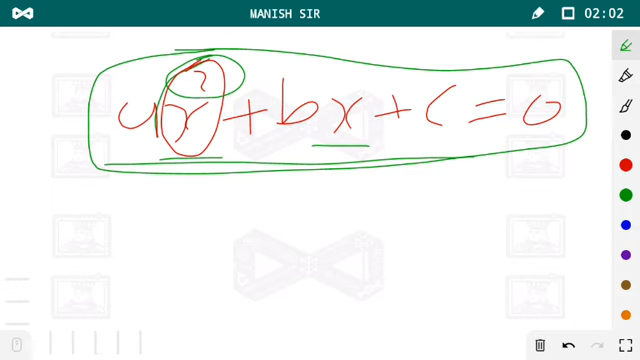 MANISH SIR
02:02
ax² + bx + c = 0